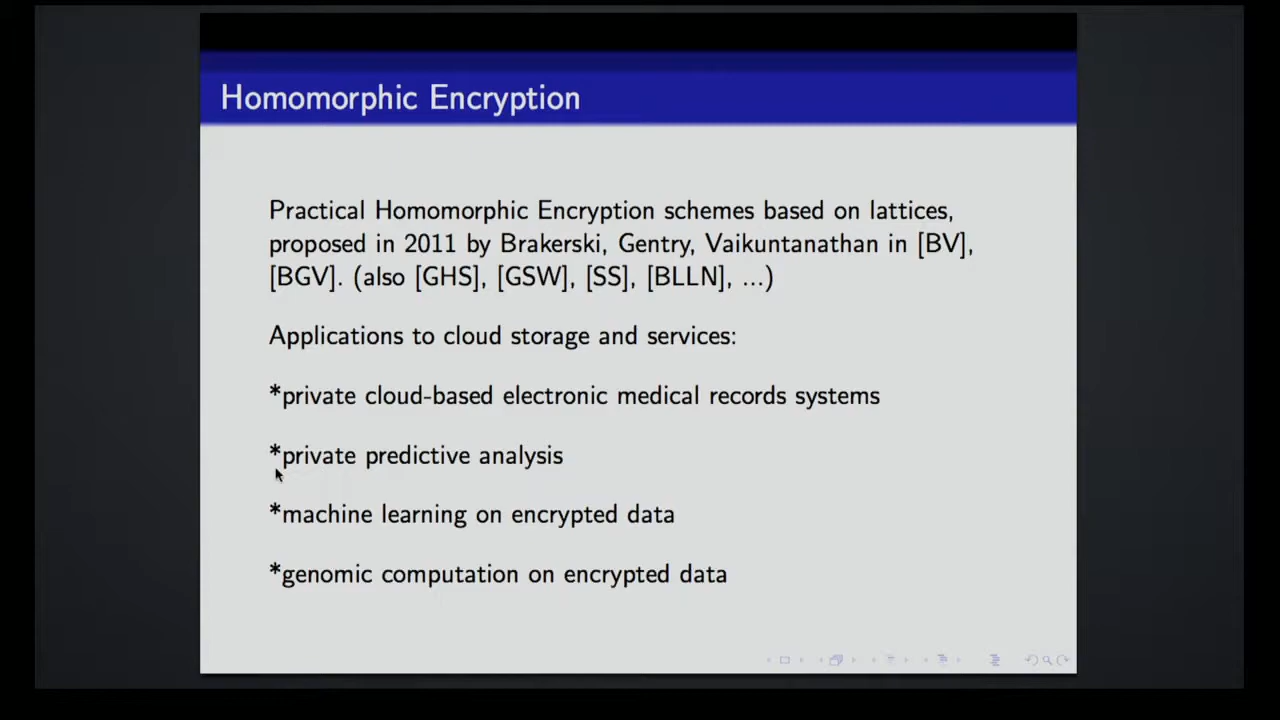 Homomorphic Encryption
Practical Homomorphic Encryption schemes based on lattices,
proposed in 2011 by Brakerski, Gentry, Vaikuntanathan in [BV],
[BGV]. (also [GHS], [GSW], [SS], [BLLN], ...)
Applications to cloud storage and services:
*private cloud-based electronic medical records systems
*private predictive analysis
*machine learning on encrypted data
*genomic computation on encrypted data